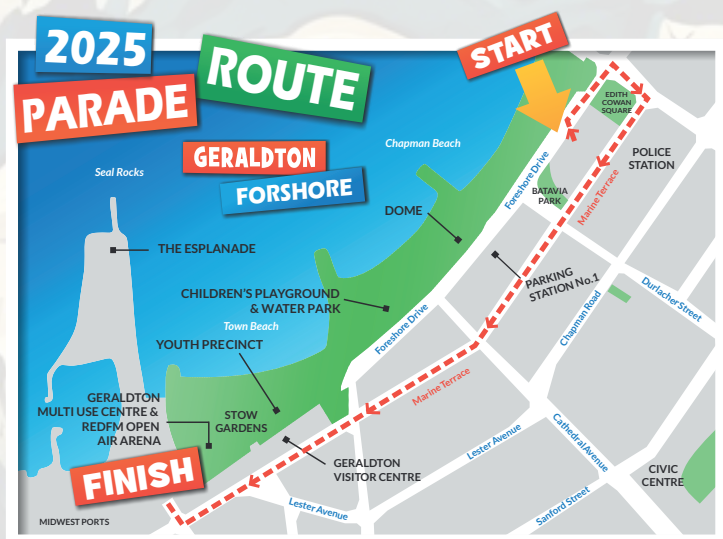 2025
PARADE
ROUTE
START
GERALDTON
FORSHORE
Seal Rocks
Chapman Beach
EDITH
COWAN
SQUARE
POLICE
STATION
Foreshore Drive
BATAVIA
PARK
Marine Terrace
DOME
THE ESPLANADE
PARKING
STATION No.1
Durlacher Street
CHILDREN'S PLAYGROUND
& WATER PARK
Chapman Road
Town Beach
Foreshore Drive
YOUTH PRECINCT
Marine Terrace
GERALDTON
MULTI USE CENTRE &
REDFM OPEN
AIR ARENA
STOW
GARDENS
Lester Avenue
Cathedral Avenue
FINISH
GERALDTON
VISITOR CENTRE
CIVIC
CENTRE
Lester Avenue
Sanford Street
MIDWEST PORTS